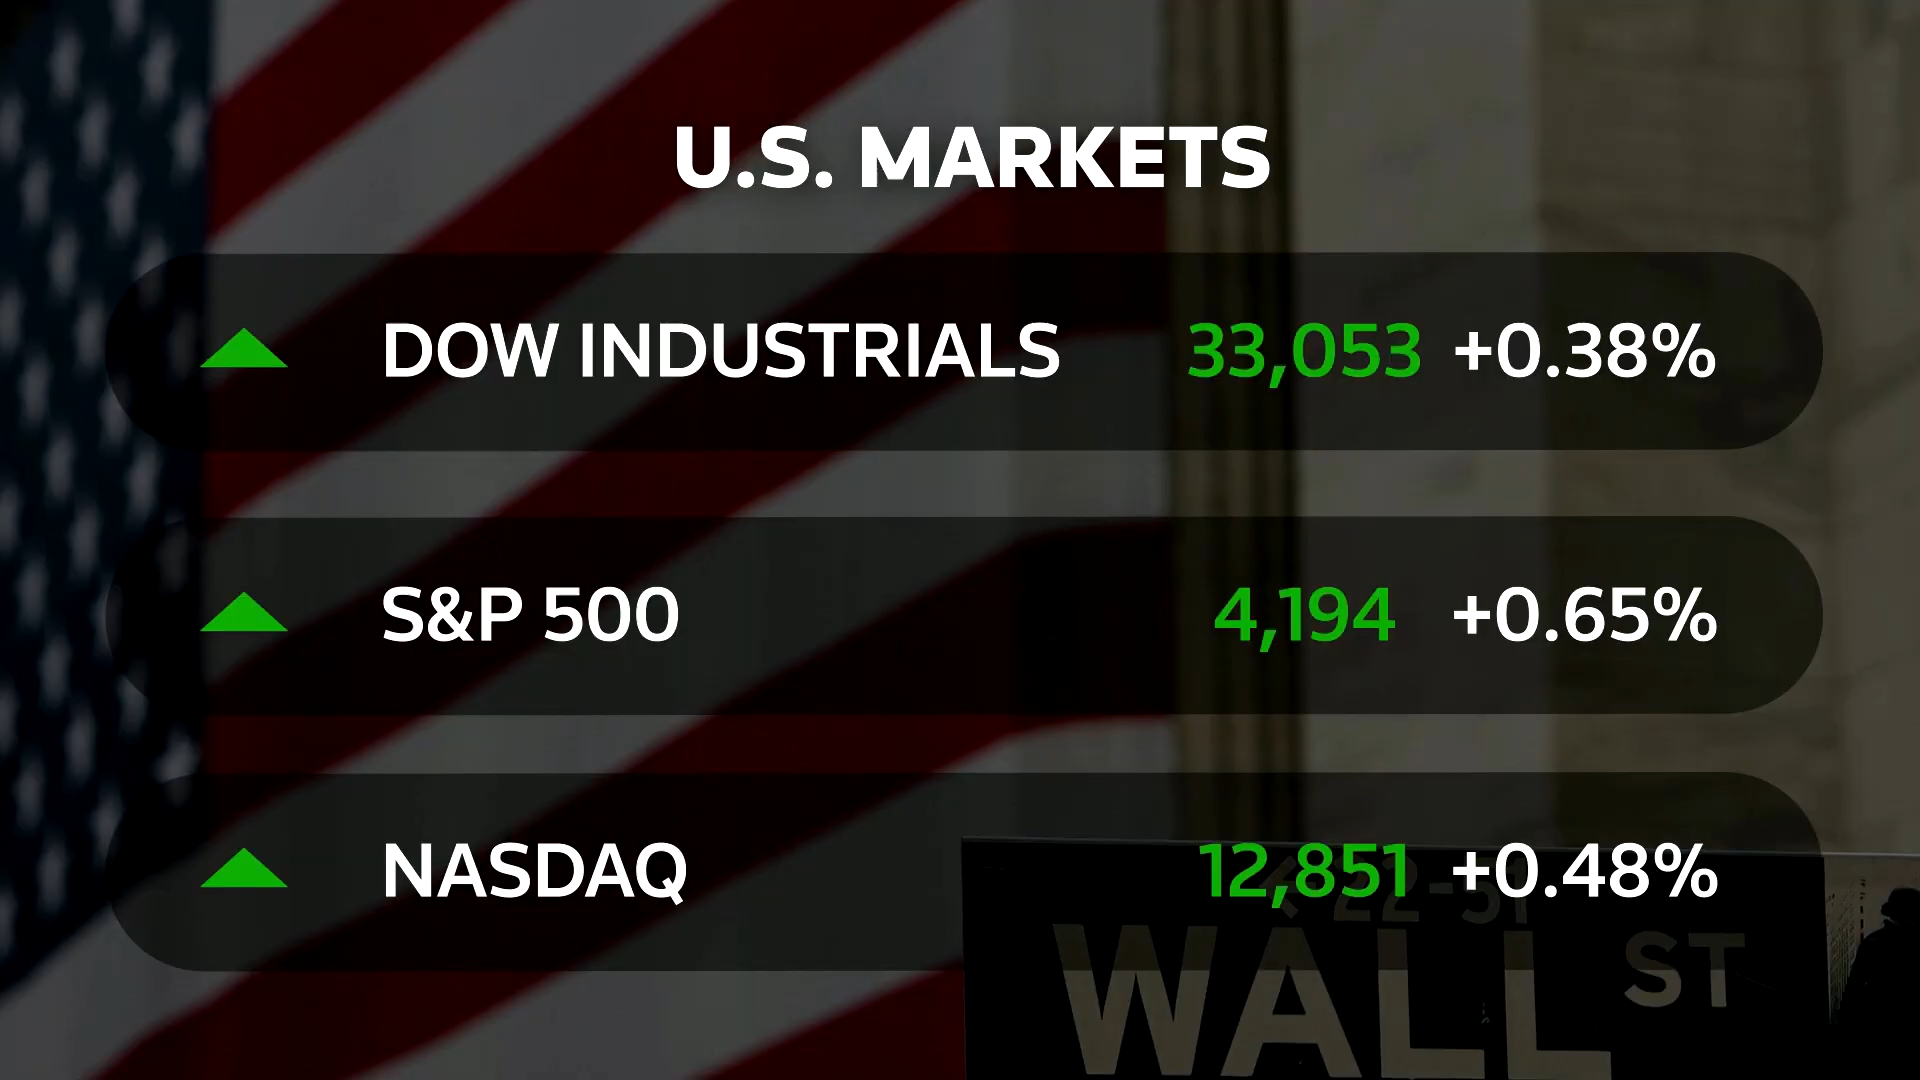 U.S. MARKETS
DOW INDUSTRIALS 33,053 +0.38%
S&P 500 4,194 +0.65%
NASDAQ 12,851 +0.48%
WALL ST